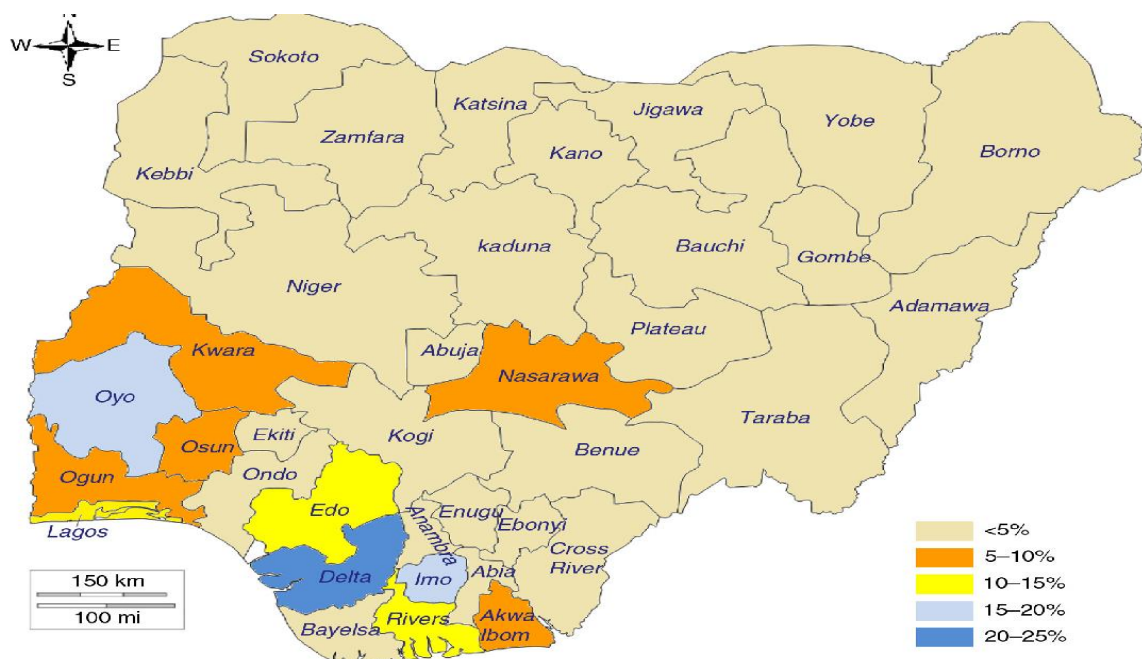 N
W E
S
Sokoto
Katsina
Jigawa
Yobe
Zamfara
Kano
Borno
Kebbi
kaduna
Bauchi
Gombe
Niger
Adamawa
Plateau
Abuja
Kwara
Nasarawa
Oyo
Taraba
Ekiti
Kogi
Benue
Osun
Ogun
Ondo
Edo
Enugu
Anambra
Ebonyi
Lagos
Cross
River
Delta
Imo
Abia
Rivers
Akwa
Ibom
Bayelsa
150 km
100 mi
<5%
5–10%
10–15%
15–20%
20–25%